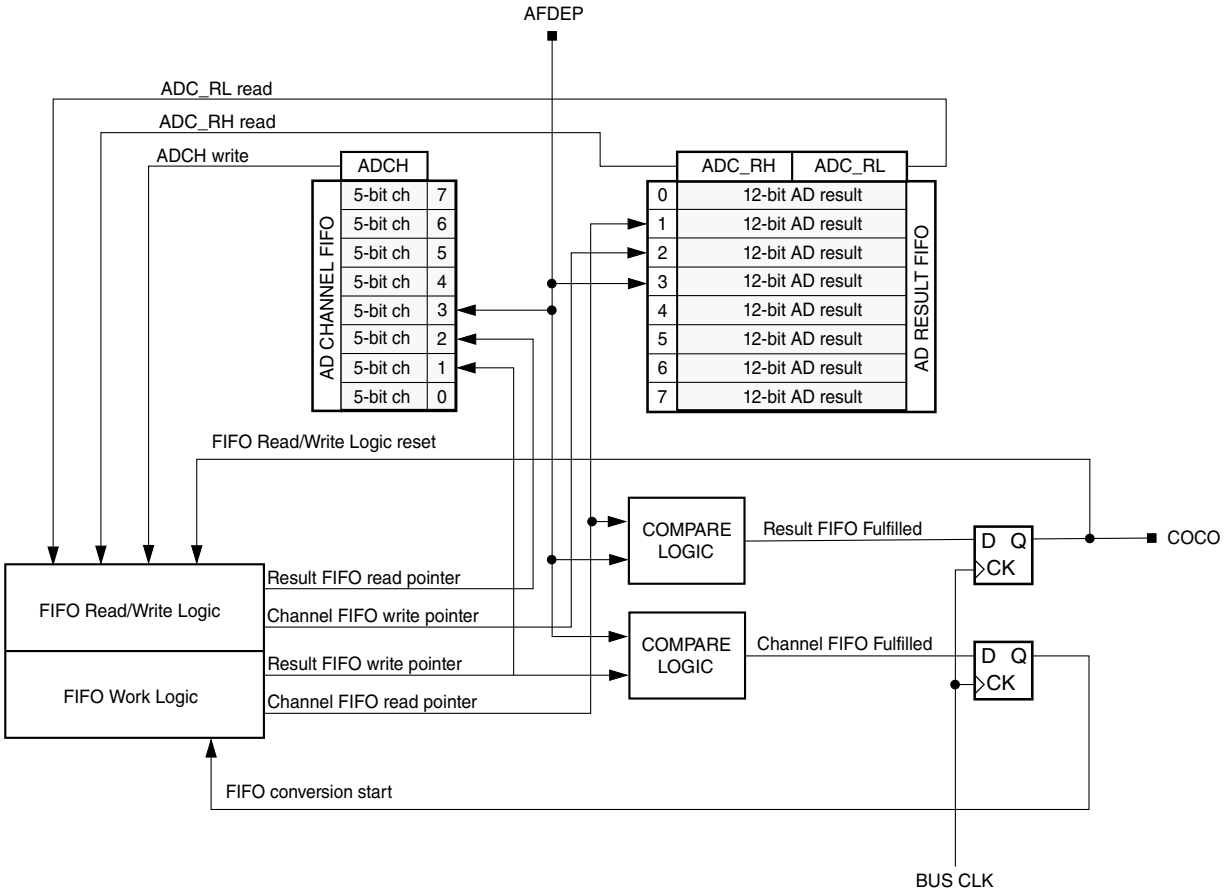 AFDEP
ADC_RL read
ADC_RH read
ADCH write
ADCH
AD CHANNEL FIFO
5-bit ch 7
5-bit ch 6
5-bit ch 5
5-bit ch 4
5-bit ch 3
5-bit ch 2
5-bit ch 1
5-bit ch 0
ADC_RH ADC_RL
0 12-bit AD result
1 12-bit AD result
2 12-bit AD result
3 12-bit AD result
4 12-bit AD result
5 12-bit AD result
6 12-bit AD result
7 12-bit AD result
AD RESULT FIFO
FIFO Read/Write Logic reset
COMPARE
LOGIC
Result FIFO Fulfilled
D Q
CK
COCO
FIFO Read/Write Logic
Result FIFO read pointer
Channel FIFO write pointer
FIFO Work Logic
Result FIFO write pointer
Channel FIFO read pointer
COMPARE
LOGIC
Channel FIFO Fulfilled
D Q
CK
FIFO conversion start
BUS CLK